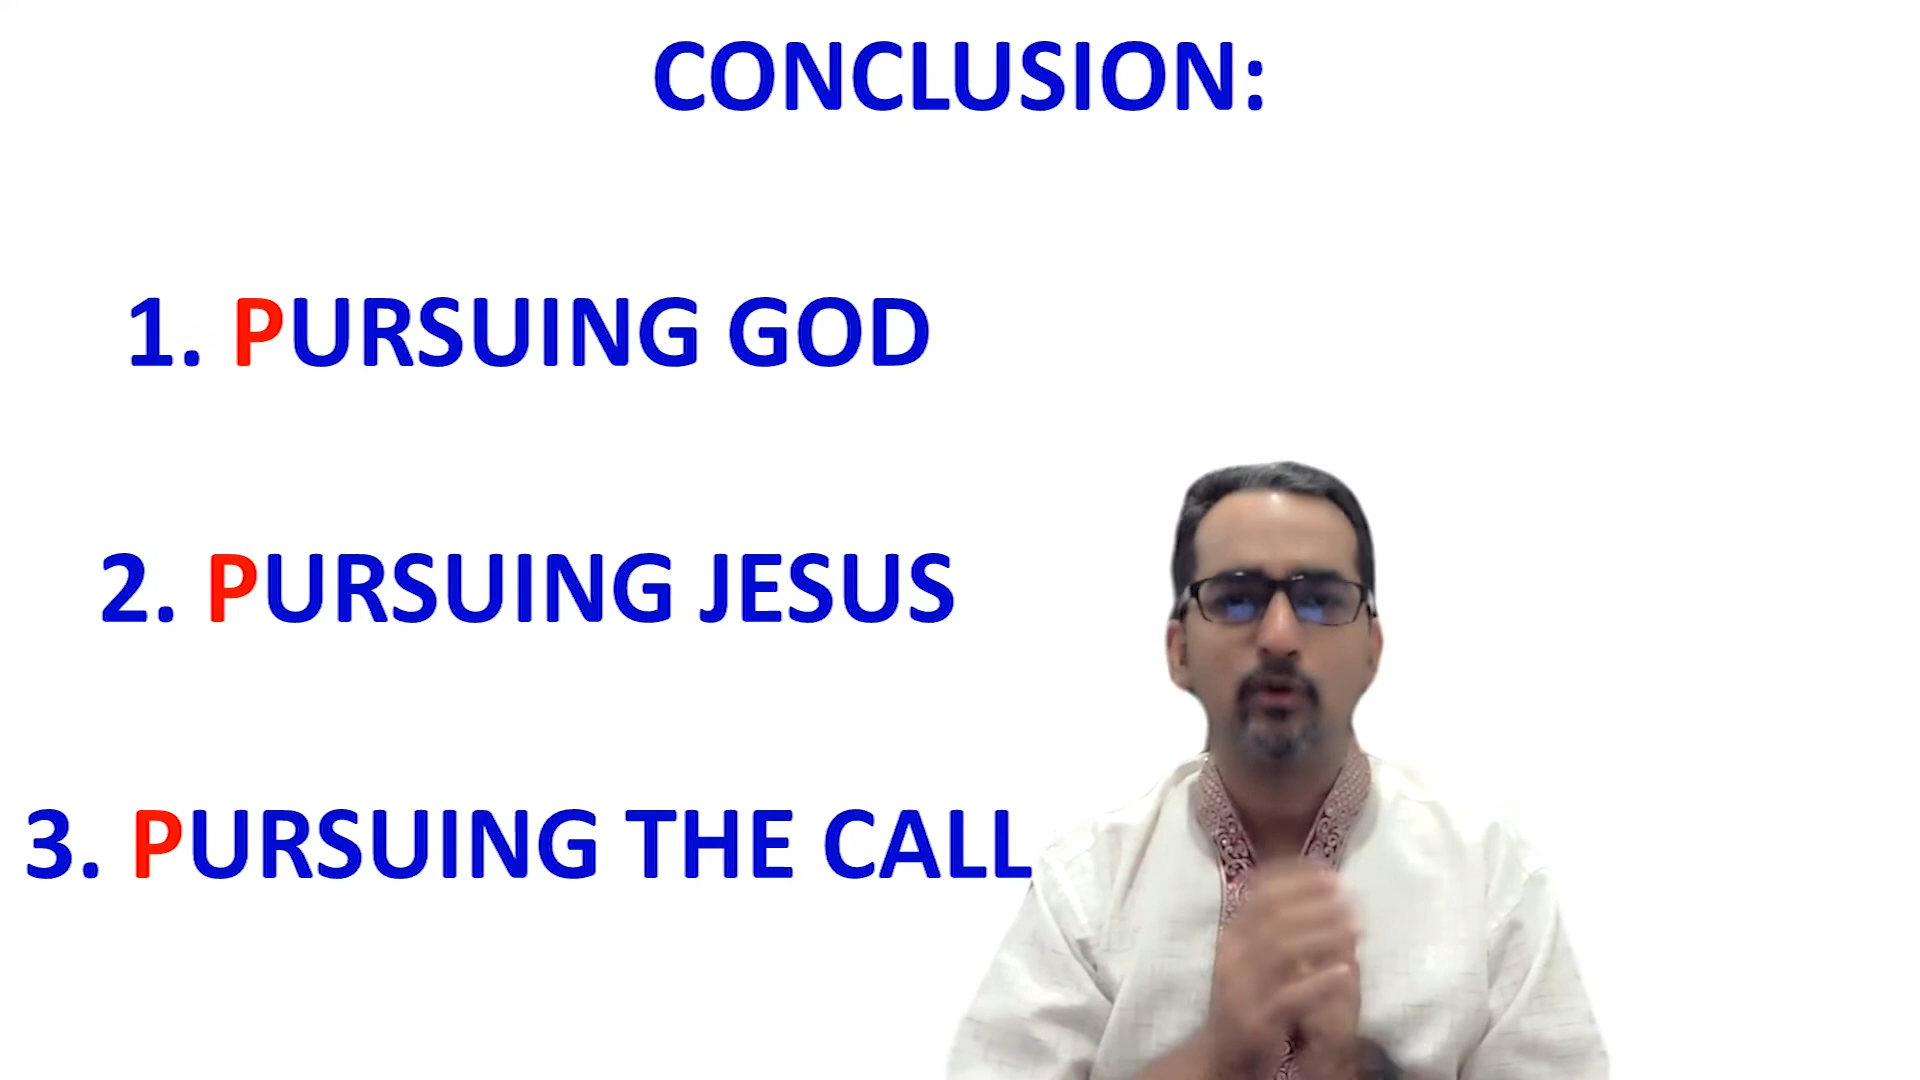 CONCLUSION:
1. PURSUING GOD
2. PURSUING JESUS
3. PURSUING THE CALL